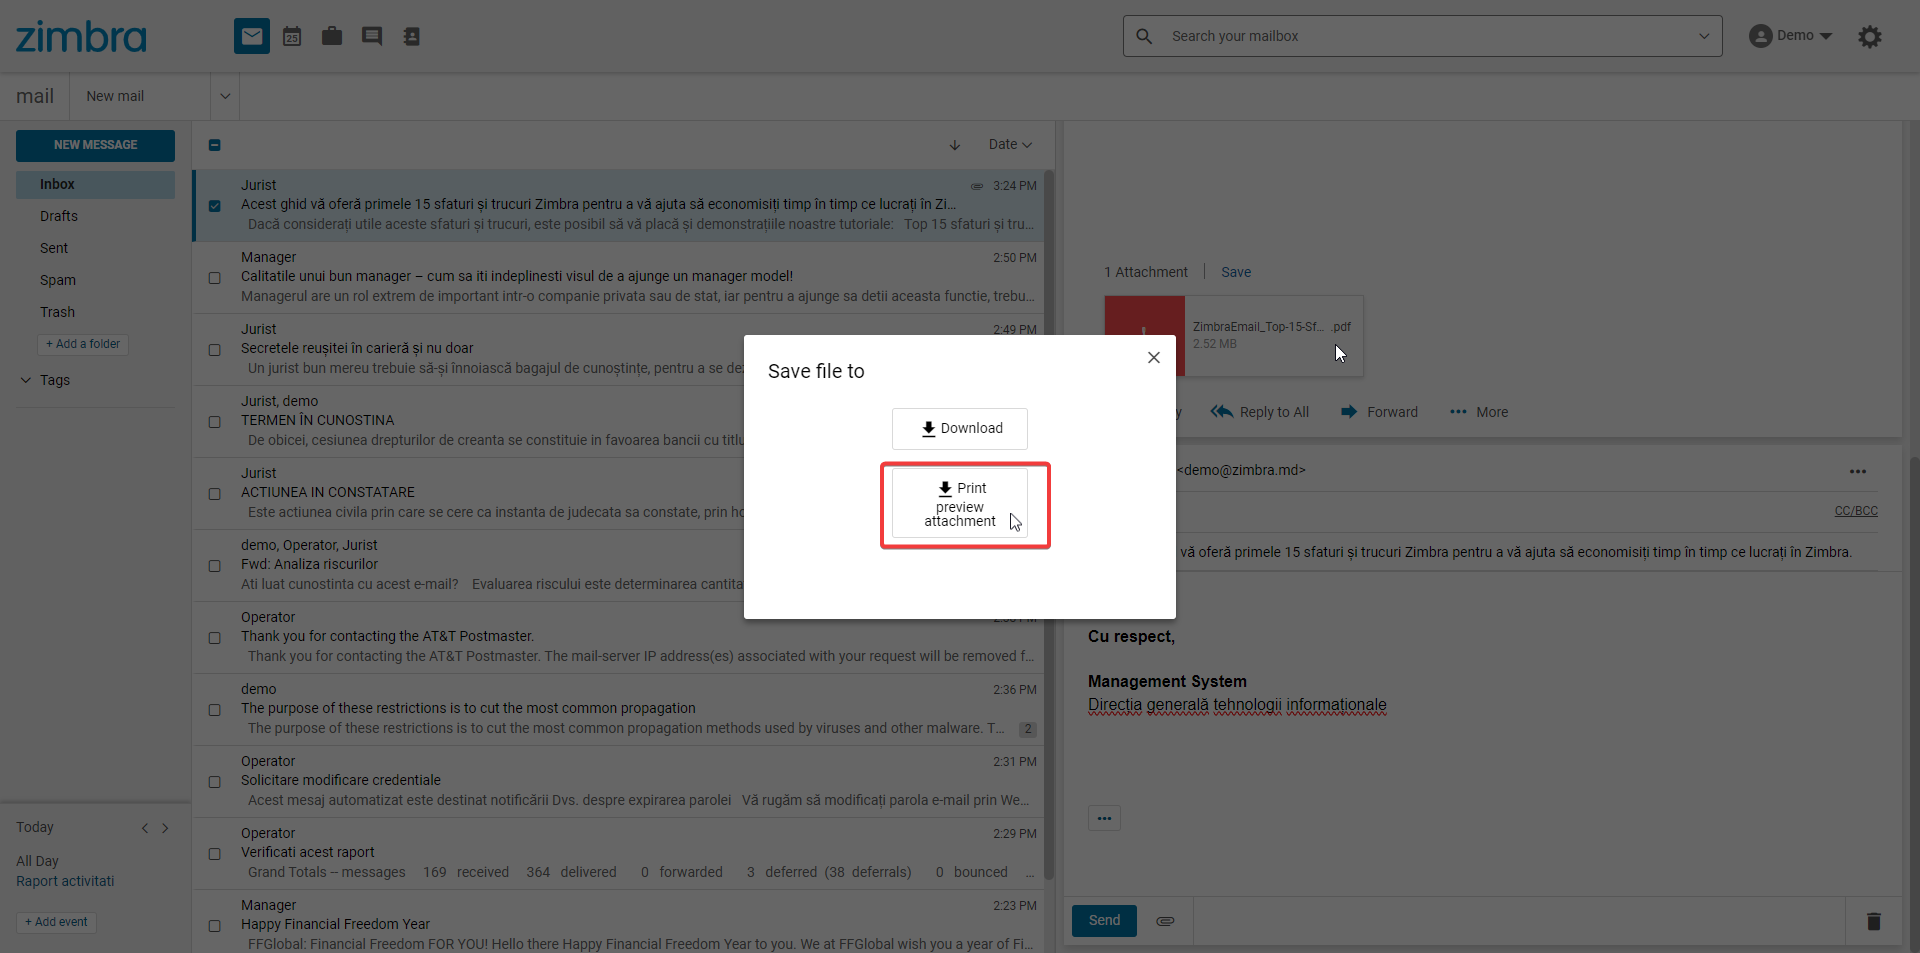 zimbra
25
Search your mailbox
Demo
mail
New mail
NEW MESSAGE
Inbox
Drafts
Sent
Spam
Trash
+ Add a folder
Tags
Today
All Day
Raport activitati
+ Add event
Date
Jurist 3:24 PM
Acest ghid vă oferă primele 15 sfaturi și trucuri Zimbra pentru a vă ajuta să economisiți timp în timp ce lucrați în Zi...
Dacă considerați utile aceste sfaturi și trucuri, este posibil să vă placă și demonstrațiile noastre tutoriale: Top 15 sfaturi și tru...
Manager 2:50 PM
Calitatile unui bun manager – cum sa iti indeplinesti visul de a ajunge un manager model!
Managerul are un rol extrem de important intr-o companie privata sau de stat, iar pentru a ajunge sa detii aceasta functie, trebu...
Jurist 2:49 PM
Secretele reușitei în carieră și nu doar
Un jurist bun mereu trebuie să-și înnoiască bagajul de cunoștințe, pentru a se
Jurist, demo
TERMEN ÎN CUNOSTINA
De obicei, cesiunea drepturilor de creanta se constituie in favoarea bancii cu
Jurist
ACTIUNEA IN CONSTATARE
Este actiunea civila prin care se cere ca instanta de judecata sa constate, prin
demo, Operator, Jurist
Fwd: Analiza riscurilor
Ati luat cunostinta cu acest e-mail? Evaluarea riscului este determinarea
Operator
Thank you for contacting the AT&T Postmaster.
Thank you for contacting the AT&T Postmaster. The mail-server IP address(es) associated with your request will be removed f...
demo 2:36 PM
The purpose of these restrictions is to cut the most common propagation
The purpose of these restrictions is to cut the most common propagation methods used by viruses and other malware. T... 2
Operator 2:31 PM
Solicitare modificare credentiale
Acest mesaj automatizat este destinat notificării Dvs. despre expirarea parolei Vă rugăm să modificați parola e-mail prin We...
Operator 2:29 PM
Verificati acest raport
Grand Totals -- messages 169 received 364 delivered 0 forwarded 3 deferred (38 deferrals) 0 bounced ...
Manager 2:23 PM
Happy Financial Freedom Year
FFGlobal: Financial Freedom FOR YOU! Hello there Happy Financial Freedom Year to you. We at FFGlobal wish you a year of Fi...
Save file to
Download
Print
preview
attachment
1 Attachment Save
ZimbraEmail_Top-15-Sf... .pdf
2.52 MB
Reply to All Forward More
<demo@zimbra.md>
CC/BCC
vă oferă primele 15 sfaturi și trucuri Zimbra pentru a vă ajuta să economisiți timp în timp ce lucrați în Zimbra.
Cu respect,
Management System
Direcția generală tehnologii informaționale
Send